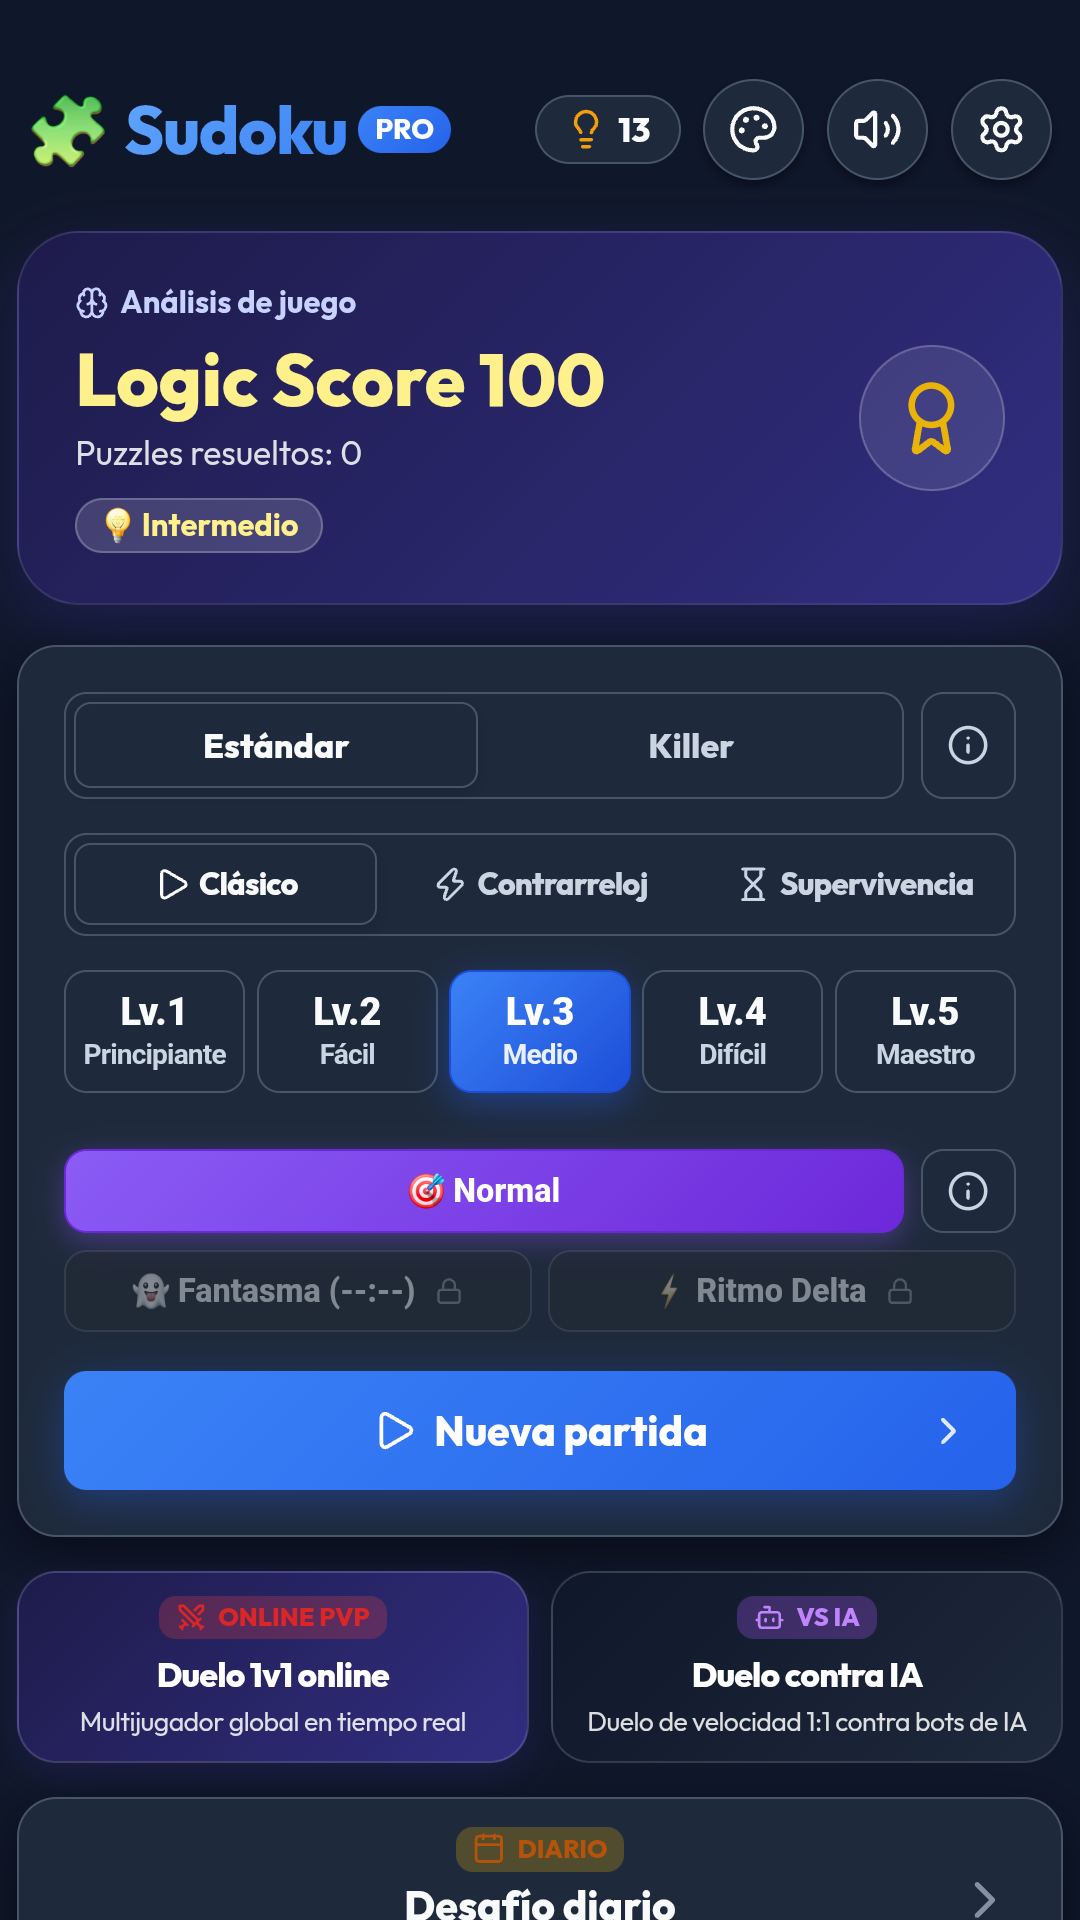 Sudoku PRO
13
Análisis de juego
Logic Score 100
Puzzles resueltos: 0
Intermedio
Estándar
Killer
Clásico
Contrarreloj
Supervivencia
Lv.1
Principiante
Lv.2
Fácil
Lv.3
Medio
Lv.4
Difícil
Lv.5
Maestro
Normal
Fantasma (--:--)
Ritmo Delta
Nueva partida
ONLINE PVP
Duelo 1v1 online
Multijugador global en tiempo real
VS IA
Duelo contra IA
Duelo de velocidad 1:1 contra bots de IA
DIARIO
Desafío diario